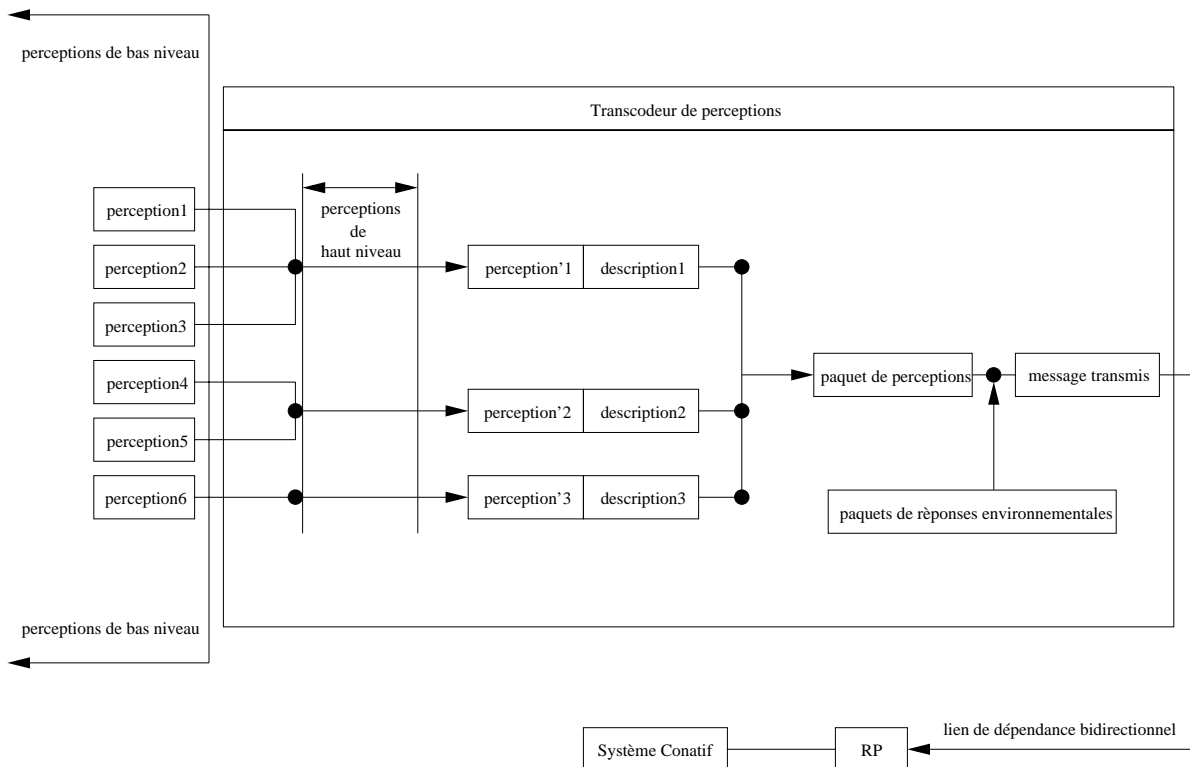 perceptions de bas niveau
Transcodeur de perceptions
perception1
perception2
perception3
perception4
perception5
perception6
perceptions
de
haut niveau
perception’1 description1
perception’2 description2
perception’3 description3
paquet de perceptions
message transmis
paquets de rèponses environnementales
perceptions de bas niveau
lien de dépendance bidirectionnel
Système Conatif
RP